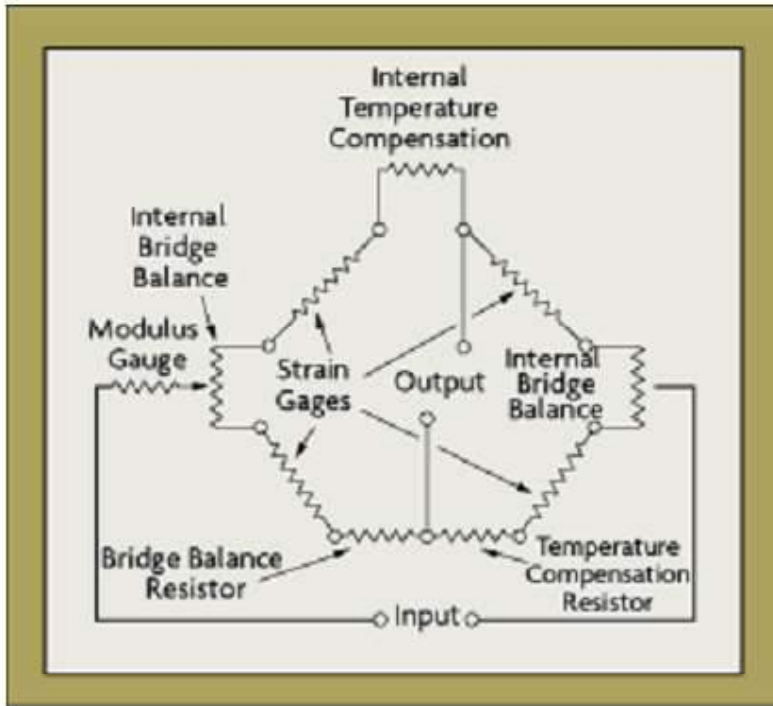 Internal
Temperature
Compensation
Internal
Bridge
Balance
Modulus
Gauge
Strain
Gages
Output
Internal
Bridge
Balance
Bridge Balance
Resistor
Temperature
Compensation
Resistor
Input